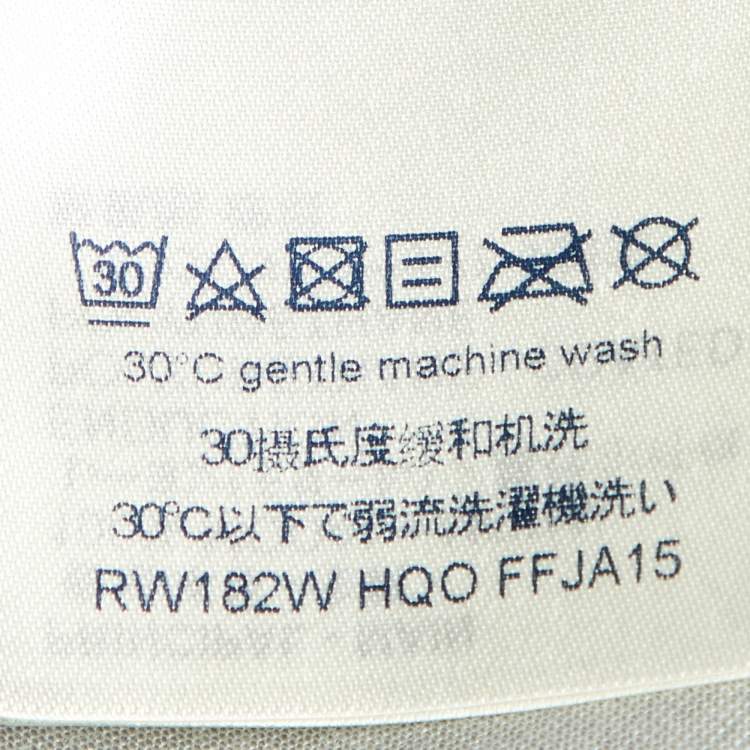 30
30°C gentle machine wash
30摄氏度缓和机洗
30℃以下で弱流洗濯機洗い
RW182W HQO FFJA15